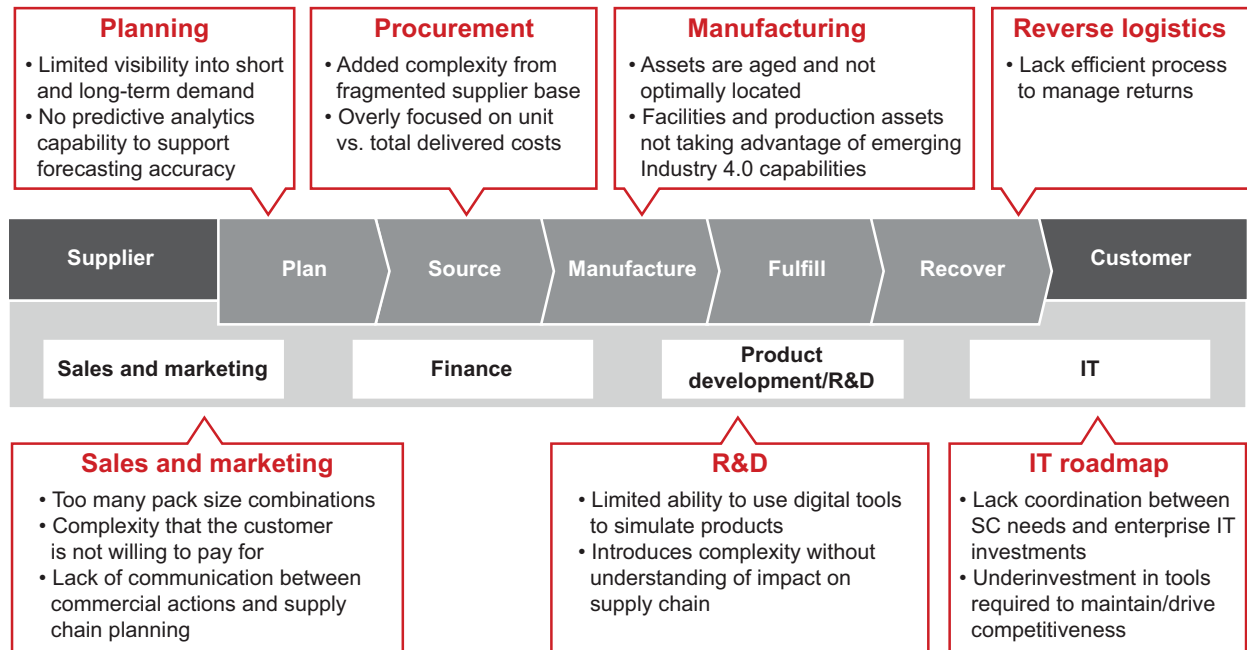 Planning
• Limited visibility into short
and long-term demand
• No predictive analytics
capability to support
forecasting accuracy
Procurement
• Added complexity from
fragmented supplier base
• Overly focused on unit
vs. total delivered costs
Manufacturing
• Assets are aged and not
optimally located
• Facilities and production assets
not taking advantage of emerging
Industry 4.0 capabilities
Reverse logistics
• Lack efficient process
to manage returns
Supplier
Plan
Source
Manufacture
Fulfill
Recover
Customer
Sales and marketing
Finance
Product
development/R&D
IT
Sales and marketing
• Too many pack size combinations
• Complexity that the customer
is not willing to pay for
• Lack of communication between
commercial actions and supply
chain planning
R&D
• Limited ability to use digital tools
to simulate products
• Introduces complexity without
understanding of impact on
supply chain
IT roadmap
• Lack coordination between
SC needs and enterprise IT
investments
• Underinvestment in tools
required to maintain/drive
competitiveness